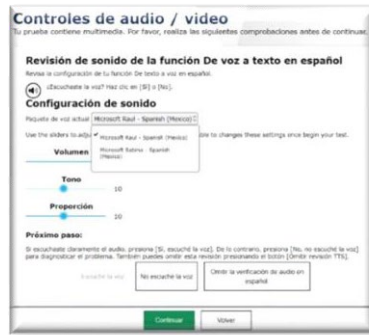 Controles de audio / video
Tu prueba contiene multimedia. Por favor, realiza las siguientes comprobaciones antes de continuar.
Revisión de sonido de la función De voz a texto en español
Revisa la configuración de tu función De texto a voz en español.
¿Escuchaste la voz? Haz clic en [Sí] o [No].
Configuración de sonido
Paquete de voz actual Microsoft Raul - Spanish (Mexico)
Use the sliders to adju ble to changes these settings once begin your test.
Microsoft Raul - Spanish (Mexico)
Microsoft Sabina - Spanish (Mexico)
Volumen
Tono
10
Proporción
20
Próximo paso:
Si escuchaste claramente el audio, presiona [Sí, escuché la voz]. De lo contrario, presiona [No, no escuché la voz]
para diagnosticar el problema. También puedes omitir esta revisión presionando el botón [Omitir revisión TTS].
Escuché la voz
No escuché la voz
Omitir la verificación de audio en
español
Continuar
Volver